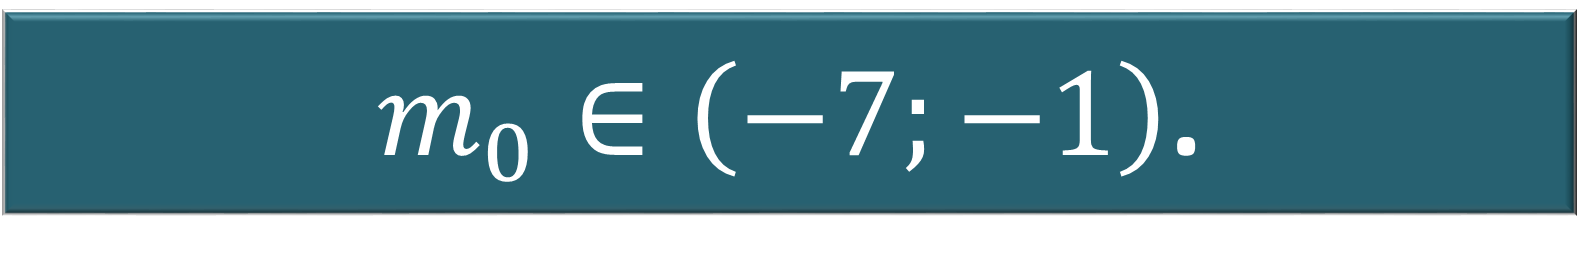 m₀ ∈ (−7; −1).